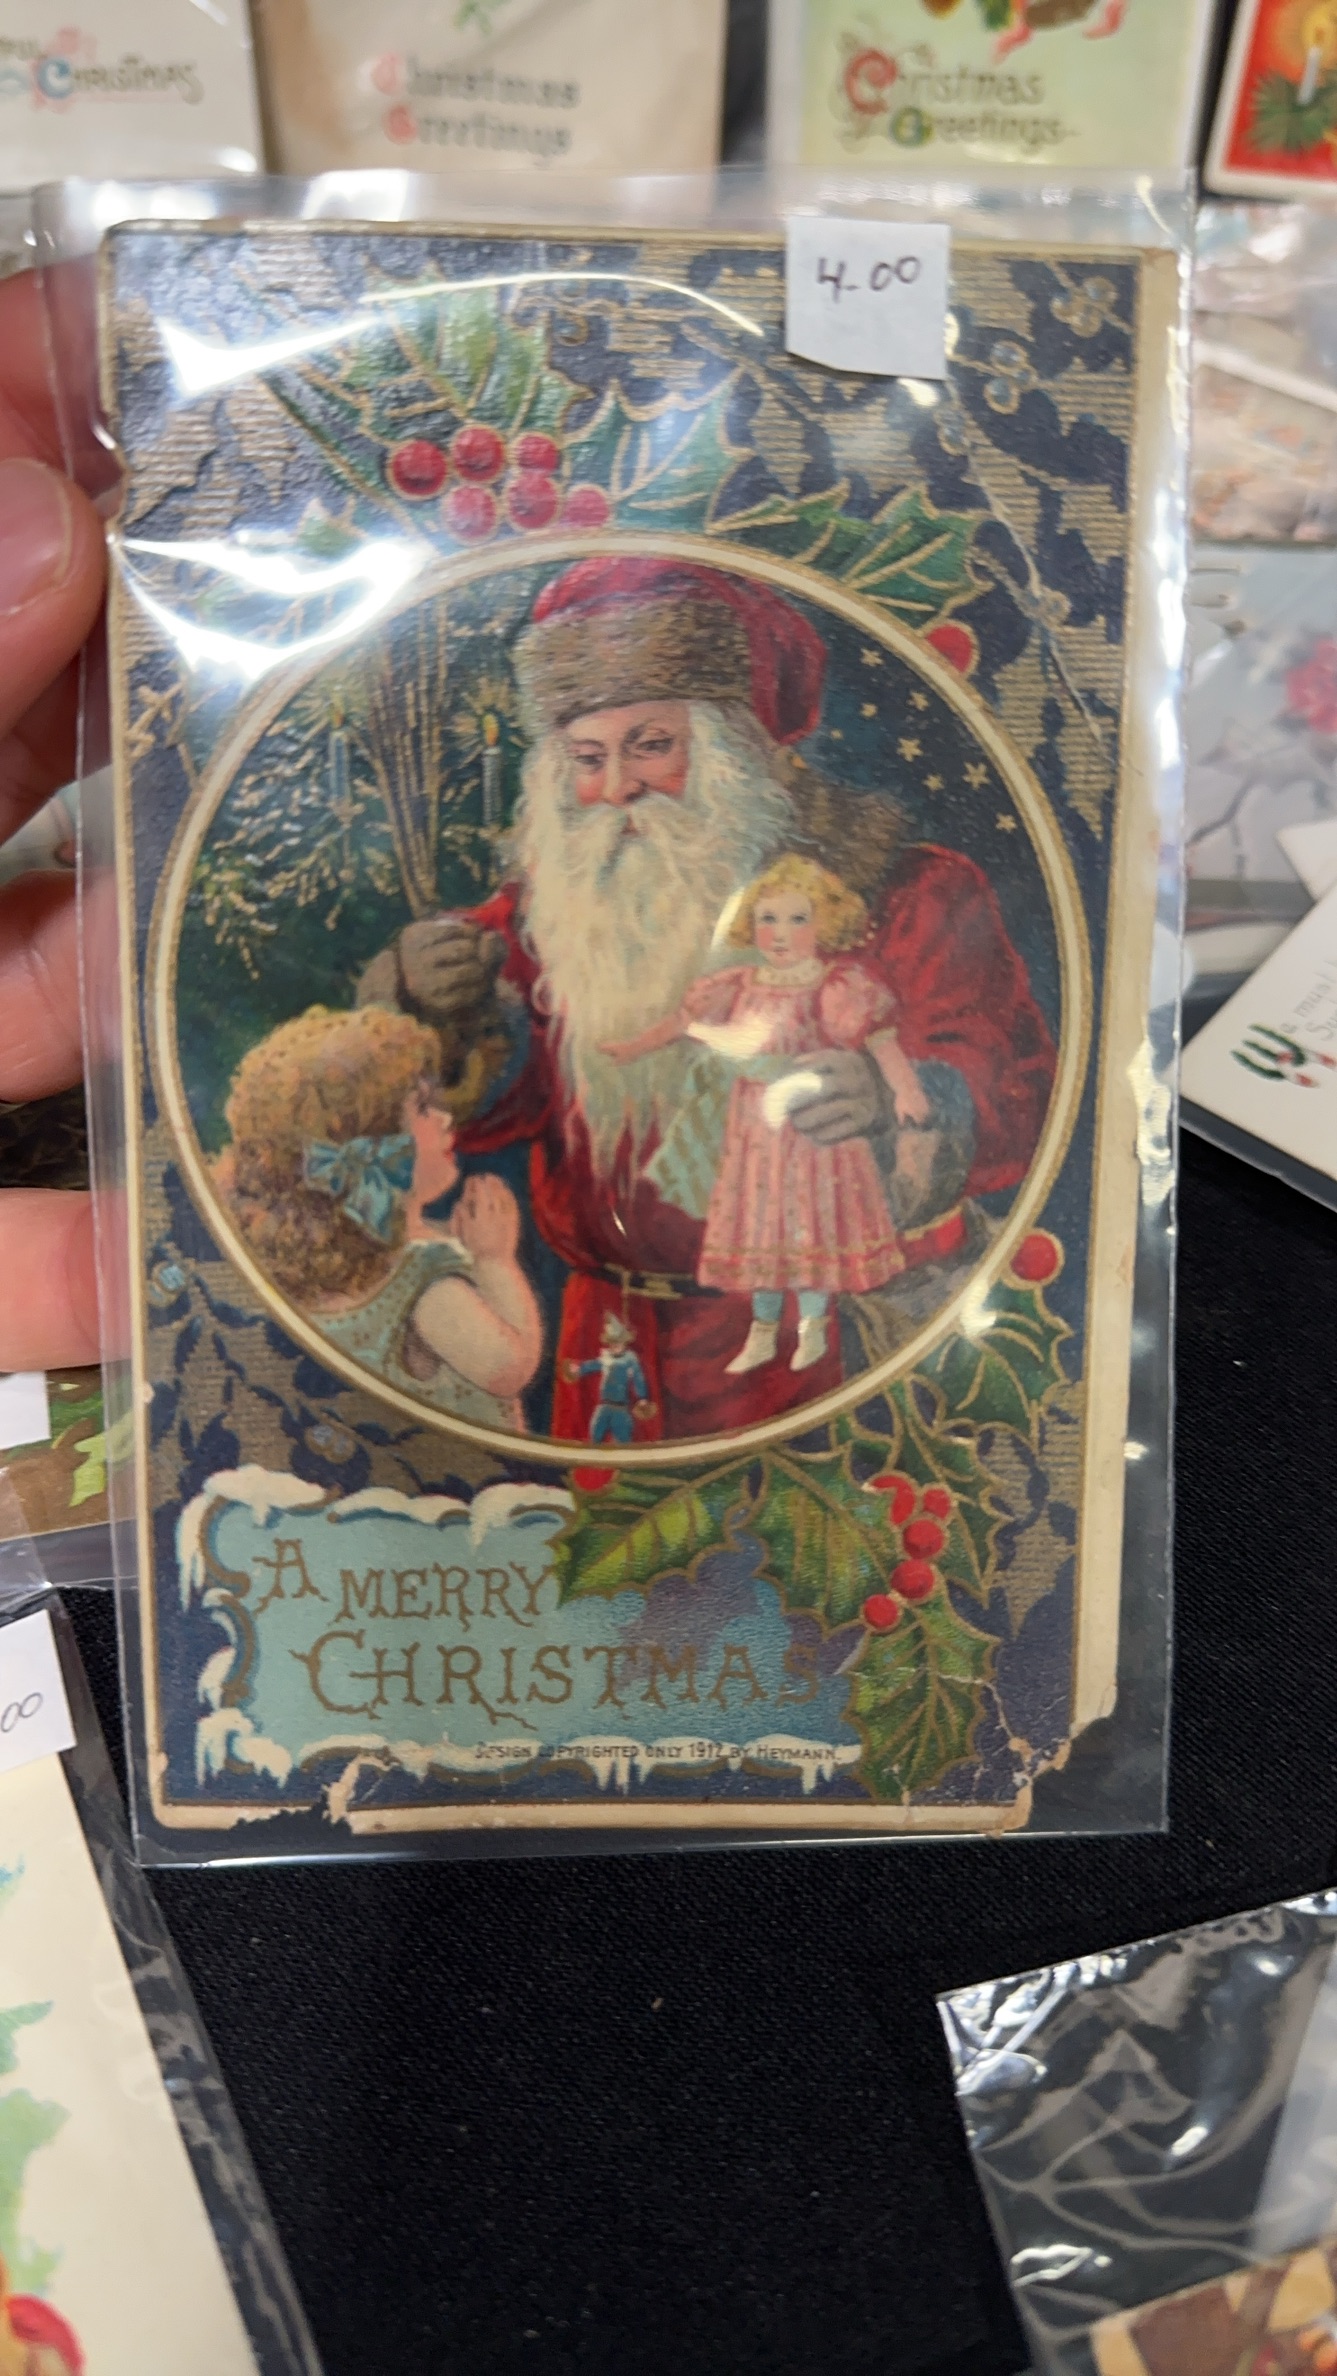 Christmas
Christmas
Greetings
Christmas
Greetings
4.00
A MERRY
CHRISTMAS
DESIGN COPYRIGHTED ONLY 1912 BY HEYMANN.
00